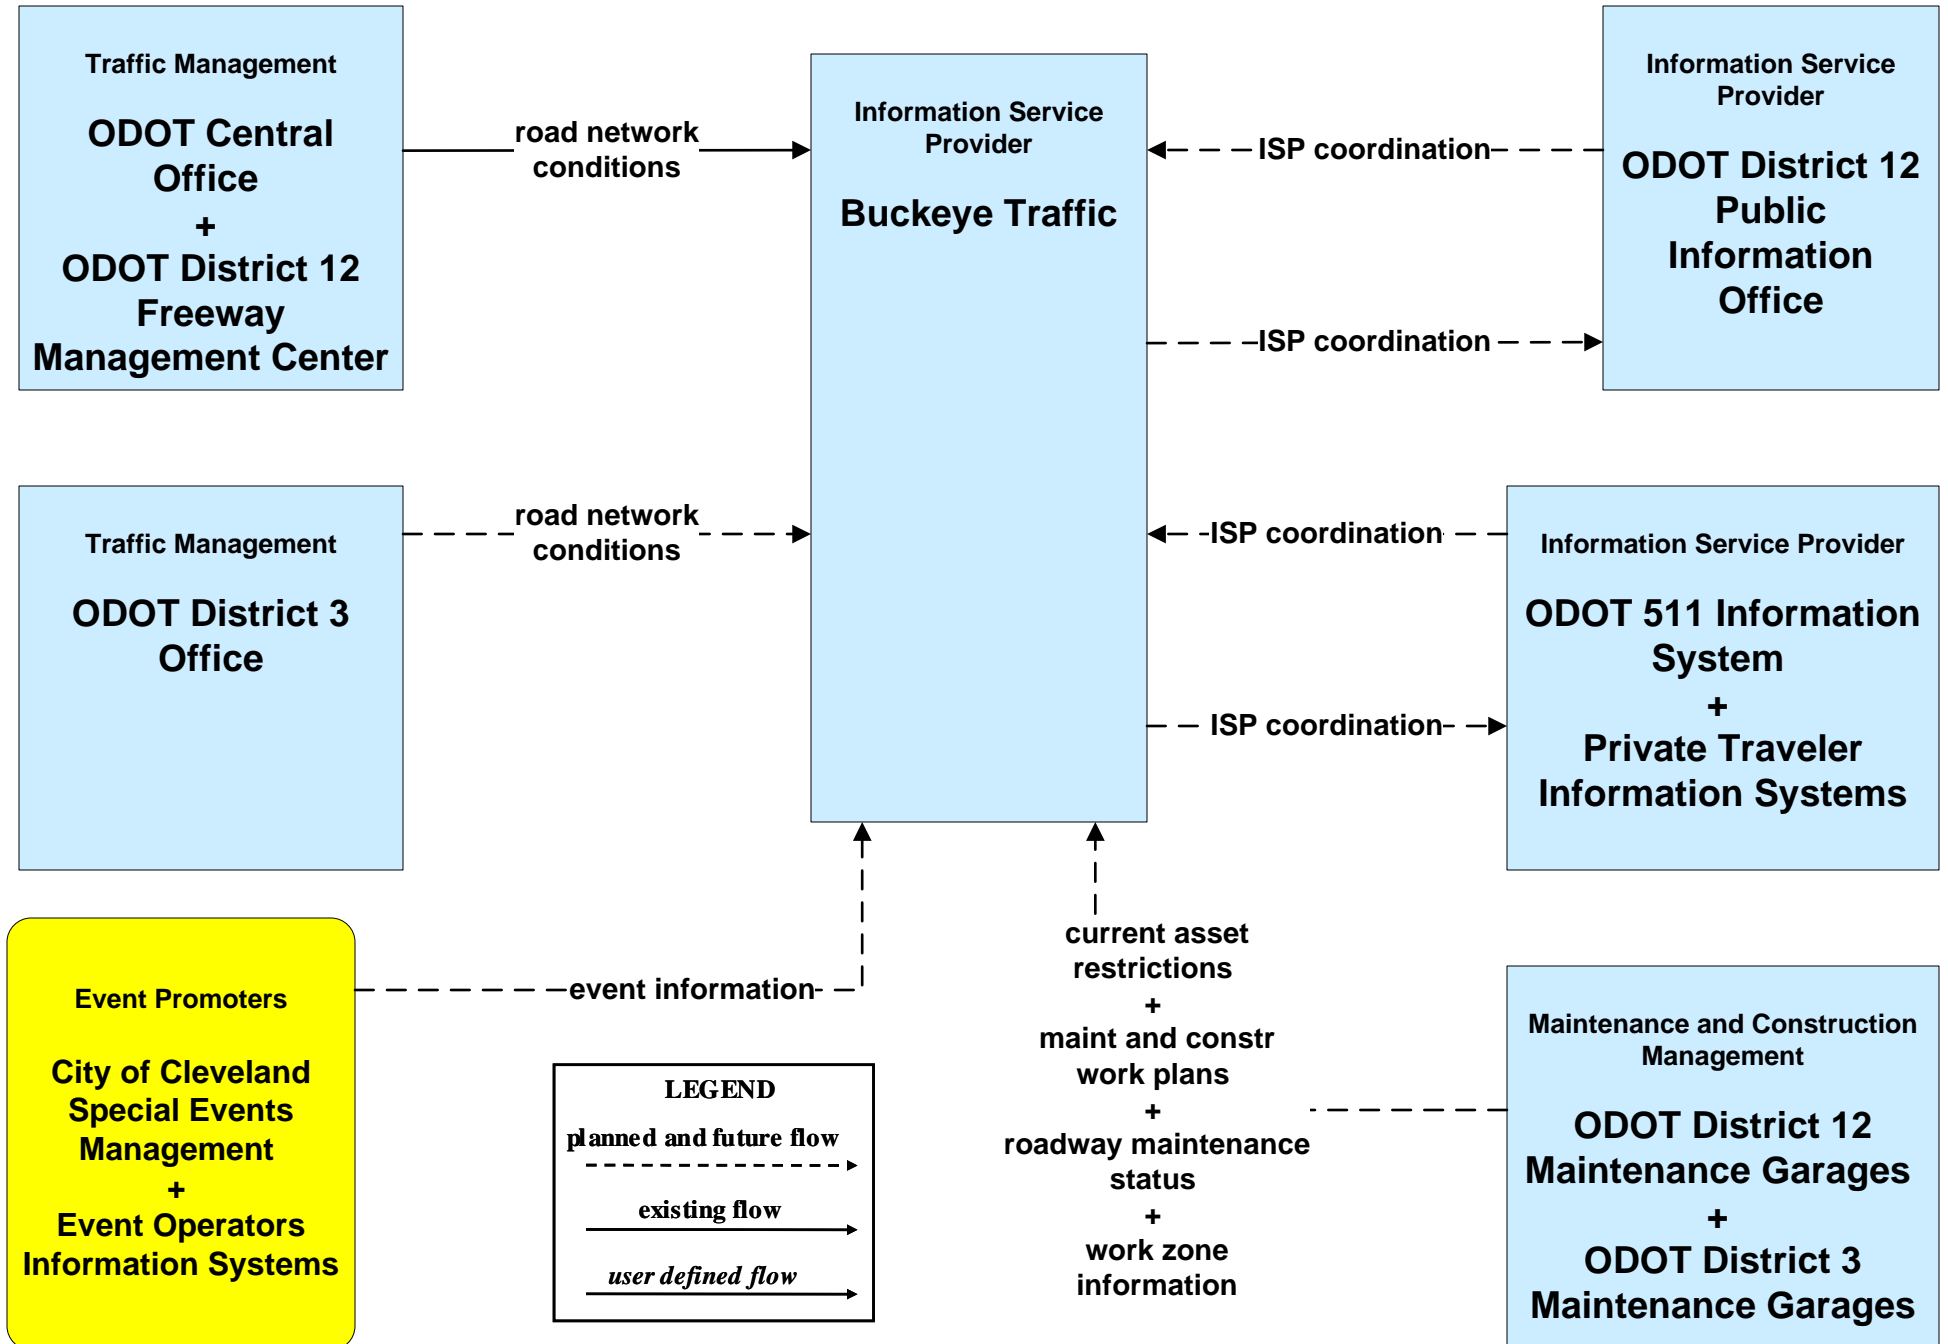 Traffic Management
ODOT Central
Office
+
ODOT District 12
Freeway
Management Center
road network
conditions
Information Service
Provider
Buckeye Traffic
ISP coordination
ISP coordination
Information Service
Provider
ODOT District 12
Public
Information
Office
Traffic Management
ODOT District 3
Office
road network
conditions
ISP coordination
ISP coordination
Information Service Provider
ODOT 511 Information
System
+
Private Traveler
Information Systems
Event Promoters
City of Cleveland
Special Events
Management
+
Event Operators
Information Systems
event information
LEGEND
planned and future flow
existing flow
user defined flow
current asset
restrictions
+
maint and constr
work plans
+
roadway maintenance
status
+
work zone
information
Maintenance and Construction
Management
ODOT District 12
Maintenance Garages
+
ODOT District 3
Maintenance Garages